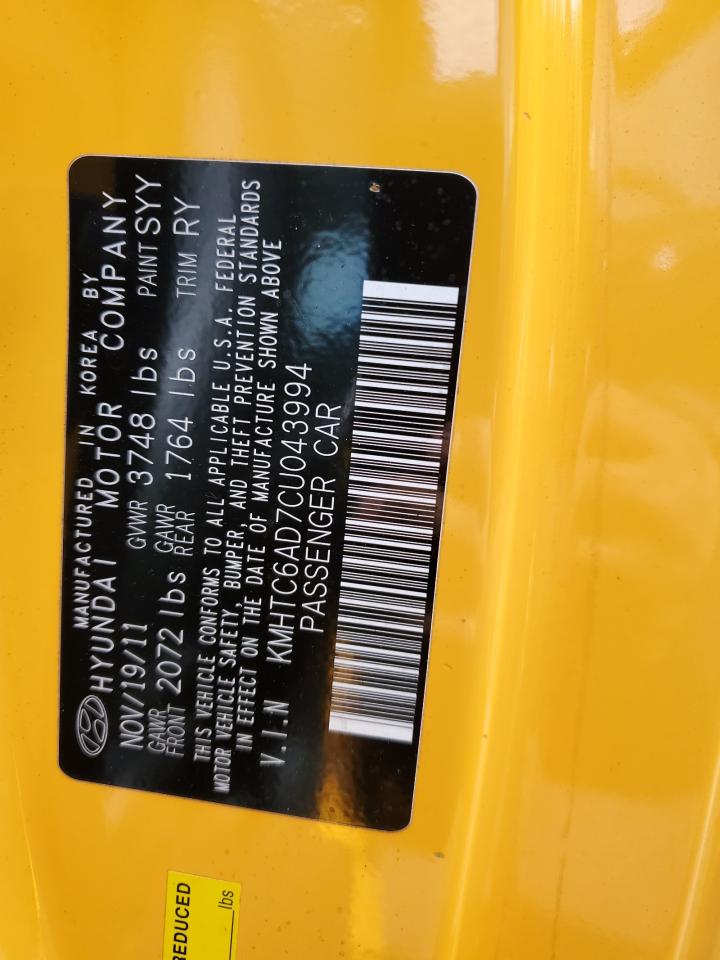 MANUFACTURED IN KOREA BY
HYUNDAI MOTOR COMPANY
NOV/19/11 GVWR 3748 lbs PAINT SYY
GAWR FRONT 2072 lbs GAWR REAR 1764 lbs TRIM RY
THIS VEHICLE CONFORMS TO ALL APPLICABLE U.S.A. FEDERAL
MOTOR VEHICLE SAFETY, BUMPER, AND THEFT PREVENTION STANDARDS
IN EFFECT ON THE DATE OF MANUFACTURE SHOWN ABOVE
V.I.N KMHTC6AD7CU043994
PASSENGER CAR
REDUCED
lbs